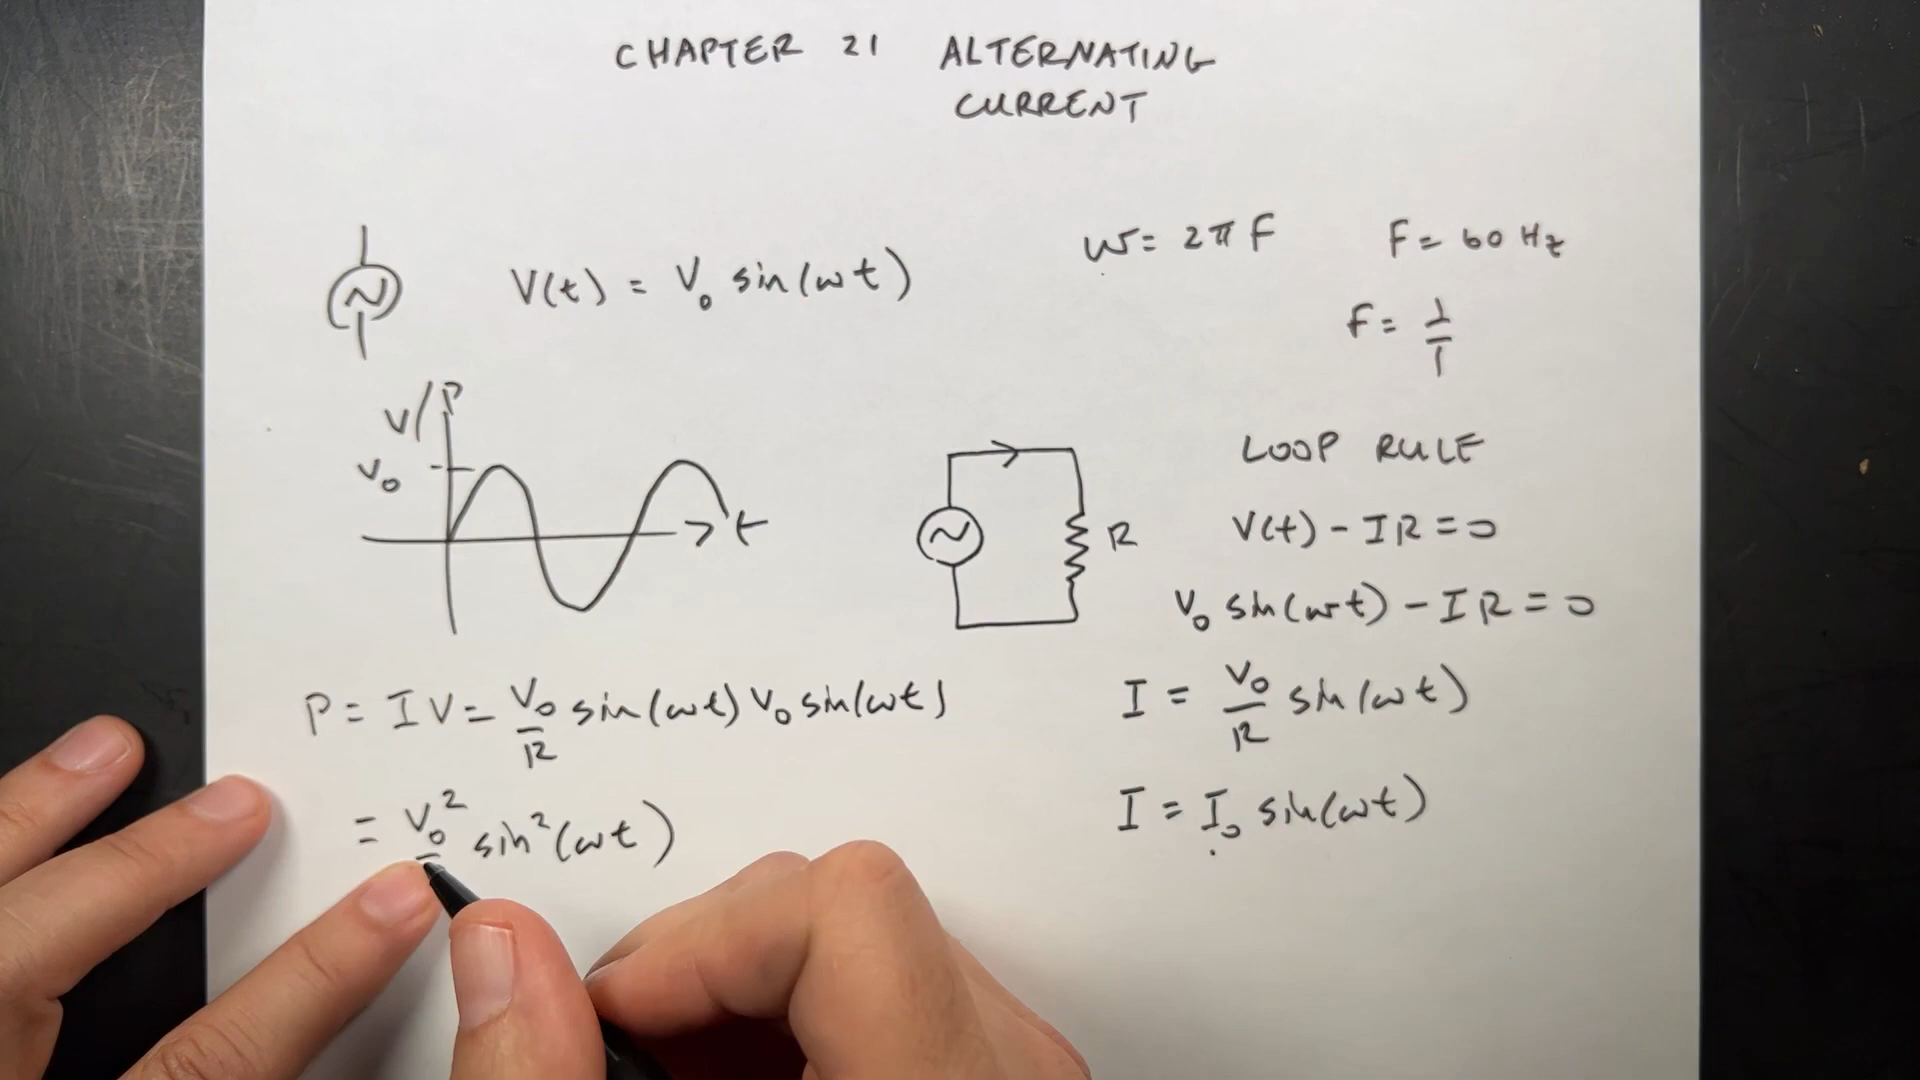 CHAPTER 21 ALTERNATING
CURRENT
V(t) = V₀ sin(ωt)
ω = 2πF
F = 60 Hz
F = 1/T
V/P
V₀
t
R
LOOP RULE
V(t) - IR = 0
V₀ sin(ωt) - IR = 0
I = V₀/R sin(ωt)
I = I₀ sin(ωt)
P = IV = V₀/R sin(ωt) V₀ sin(ωt)
= V₀² sin²(ωt)